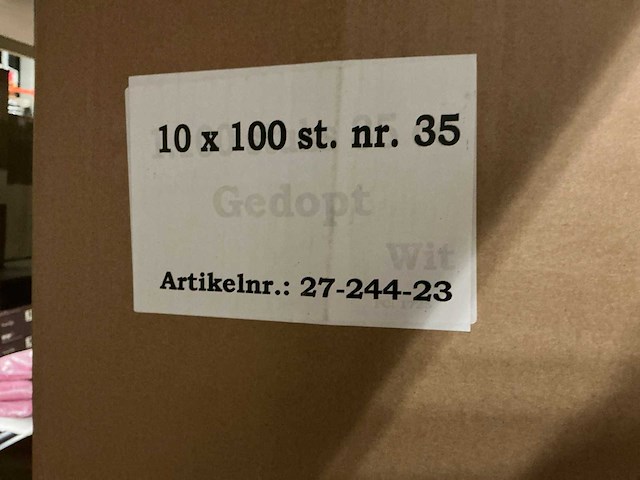 10 x 100 st. nr. 35
Gedopt
Wit
Artikelnr.: 27-244-23